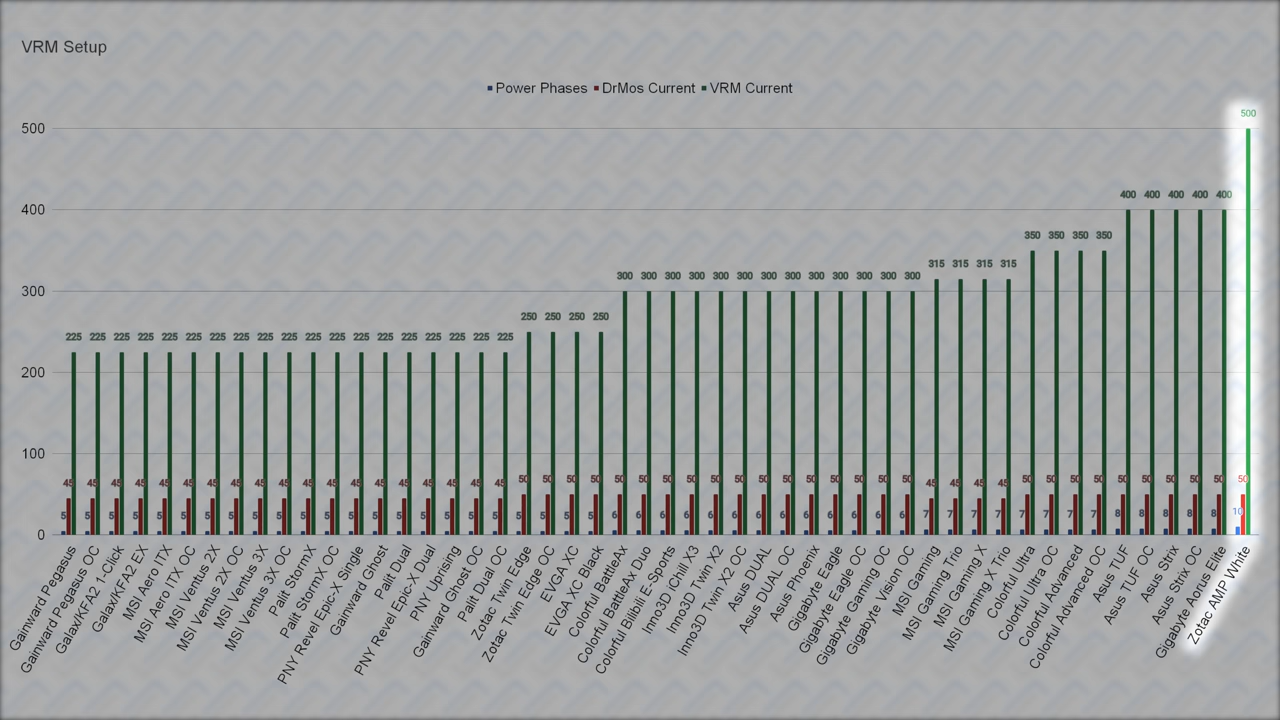 VRM Setup
Power Phases DrMos Current VRM Current
500
400
300
200
100
0
225 225 225 225 225 225 225 225 225 225 225 225 225 225 225 225 225 225 225 250 250 250 250 300 300 300 300 300 300 300 300 300 300 300 300 300 315 315 315 315 350 350 350 350 400 400 400 400 400 500
45 45 45 45 45 45 45 45 45 45 45 45 45 45 45 45 45 45 45 50 50 50 50 50 50 50 50 50 50 50 50 50 50 50 50 50 45 45 45 45 50 50 50 50 50 50 50 50 50 50
5 5 5 5 5 5 5 5 5 5 5 5 5 5 5 5 5 5 5 5 5 5 5 6 6 6 6 6 6 6 6 6 6 6 6 6 7 7 7 7 7 7 7 7 8 8 8 8 8 10
Gainward Pegasus
Gainward Pegasus OC
Galax/KFA2 1-Click
Galax/KFA2 EX
MSI Aero ITX
MSI Aero ITX OC
MSI Ventus 2X
MSI Ventus 2X OC
MSI Ventus 3X
MSI Ventus 3X OC
Palit StormX
Palit StormX OC
PNY Revel Epic-X Single
Gainward Ghost
Palit Dual
PNY Revel Epic-X Dual
PNY Uprising
Gainward Ghost OC
Palit Dual OC
Zotac Twin Edge
Zotac Twin Edge OC
EVGA XC
EVGA XC Black
Colorful BattleAx
Colorful BattleAx Duo
Colorful Bilibili E-Sports
Inno3D iChill X3
Inno3D Twin X2
Inno3D Twin X2 OC
Asus DUAL
Asus DUAL OC
Asus Phoenix
Gigabyte Eagle
Gigabyte Eagle OC
Gigabyte Gaming OC
Gigabyte Vision OC
MSI Gaming
MSI Gaming Trio
MSI Gaming X
MSI Gaming X Trio
Colorful Ultra
Colorful Ultra OC
Colorful Advanced
Colorful Advanced OC
Asus TUF
Asus TUF OC
Asus Strix
Asus Strix OC
Gigabyte Aorus Elite
Zotac AMP White